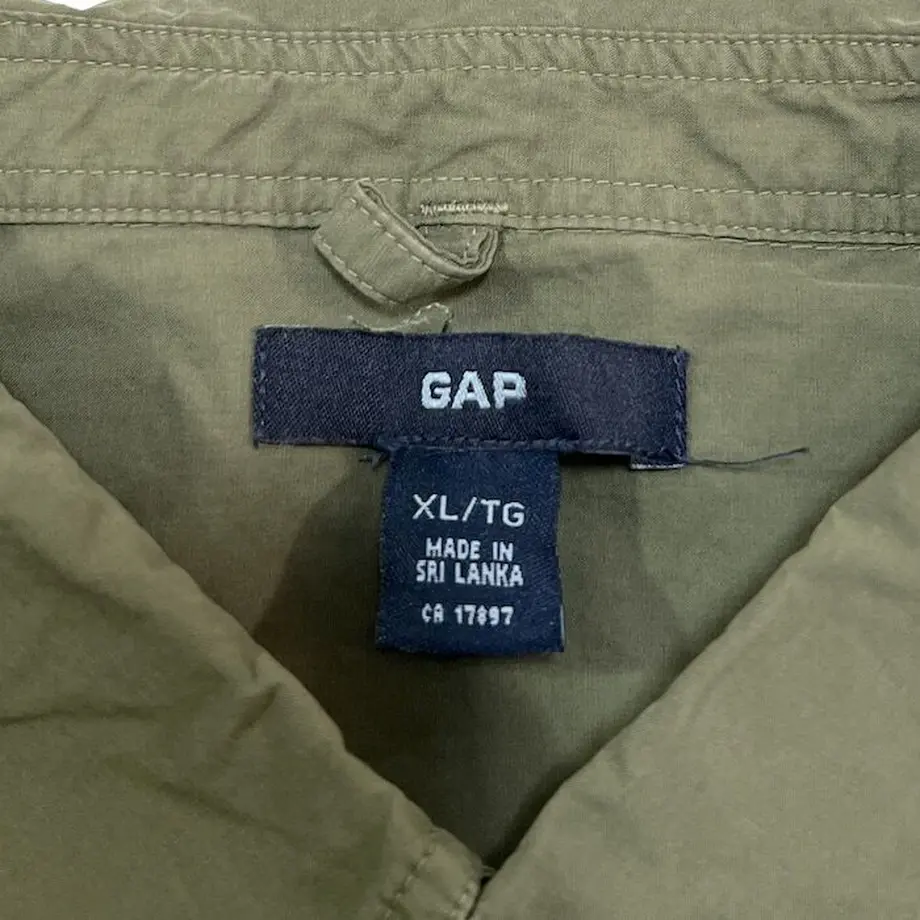 GAP
XL/TG
MADE IN
SRI LANKA
CA 17897